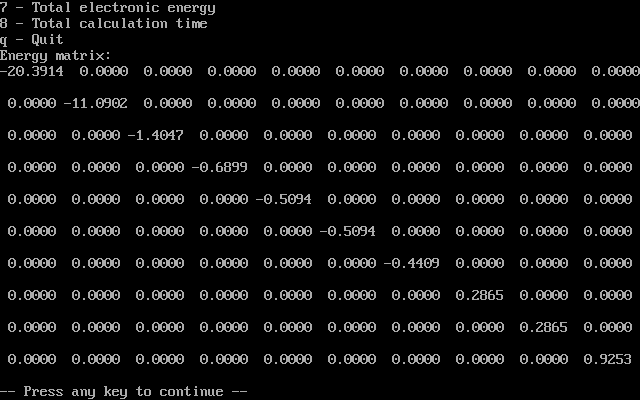 7 - Total electronic energy
8 - Total calculation time
q - Quit
Energy matrix:
-20.3914  0.0000  0.0000  0.0000  0.0000  0.0000  0.0000  0.0000  0.0000  0.0000
0.0000 -11.0902  0.0000  0.0000  0.0000  0.0000  0.0000  0.0000  0.0000  0.0000
0.0000  0.0000 -1.4047  0.0000  0.0000  0.0000  0.0000  0.0000  0.0000  0.0000
0.0000  0.0000  0.0000 -0.6899  0.0000  0.0000  0.0000  0.0000  0.0000  0.0000
0.0000  0.0000  0.0000  0.0000 -0.5094  0.0000  0.0000  0.0000  0.0000  0.0000
0.0000  0.0000  0.0000  0.0000  0.0000 -0.5094  0.0000  0.0000  0.0000  0.0000
0.0000  0.0000  0.0000  0.0000  0.0000  0.0000 -0.4409  0.0000  0.0000  0.0000
0.0000  0.0000  0.0000  0.0000  0.0000  0.0000  0.0000  0.2865  0.0000  0.0000
0.0000  0.0000  0.0000  0.0000  0.0000  0.0000  0.0000  0.0000  0.2865  0.0000
0.0000  0.0000  0.0000  0.0000  0.0000  0.0000  0.0000  0.0000  0.0000  0.9253
-- Press any key to continue --